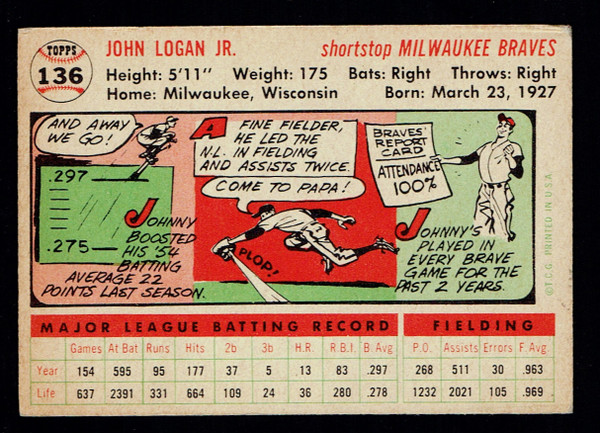 TOPPS
136
JOHN LOGAN JR.
shortstop MILWAUKEE BRAVES
Height: 5'11" Weight: 175 Bats: Right Throws: Right
Home: Milwaukee, Wisconsin Born: March 23, 1927
AND AWAY
WE GO!
.297
.275
JOHNNY
BOOSTED
HIS '54
BATTING
AVERAGE 22
POINTS LAST SEASON.
A FINE FIELDER,
HE LED THE
N.L. IN FIELDING
AND ASSISTS TWICE.
COME TO PAPA!
PLOP!
BRAVES'
REPORT
CARD
ATTENDANCE
100%
JOHNNY'S
PLAYED IN
EVERY BRAVE
GAME FOR THE
PAST 2 YEARS.
©T.C.G. PRINTED IN U.S.A.
MAJOR LEAGUE BATTING RECORD FIELDING
Games At Bat Runs Hits 2b 3b H.R. R.B.I. B. Avg. P.O. Assists Errors F. Avg.
Year 154 595 95 177 37 5 13 83 .297 268 511 30 .963
Life 637 2391 331 664 109 24 36 280 .278 1232 2021 105 .969